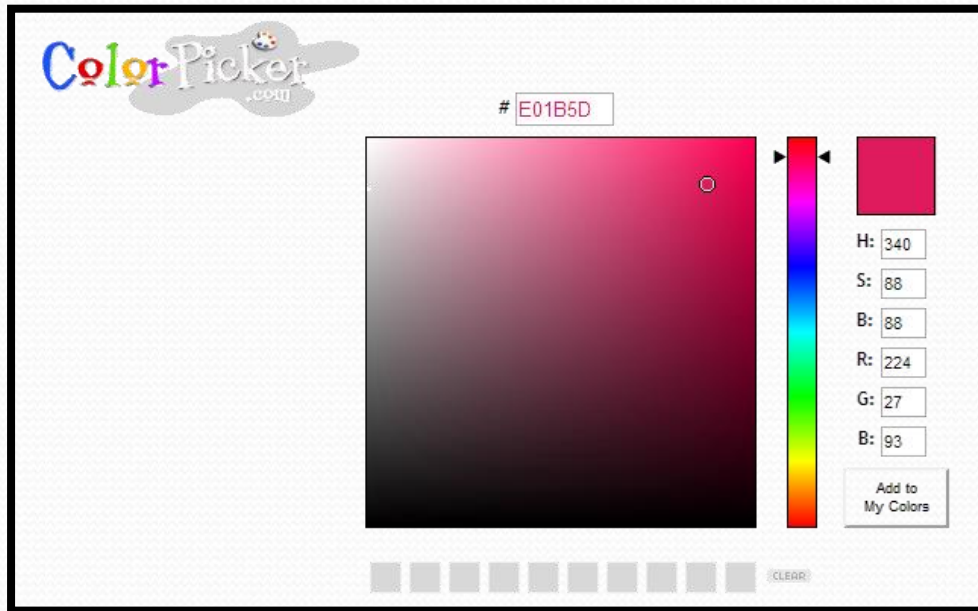 ColorPicker
.com
# E01B5D
H: 340
S: 88
B: 88
R: 224
G: 27
B: 93
Add to
My Colors
CLEAR